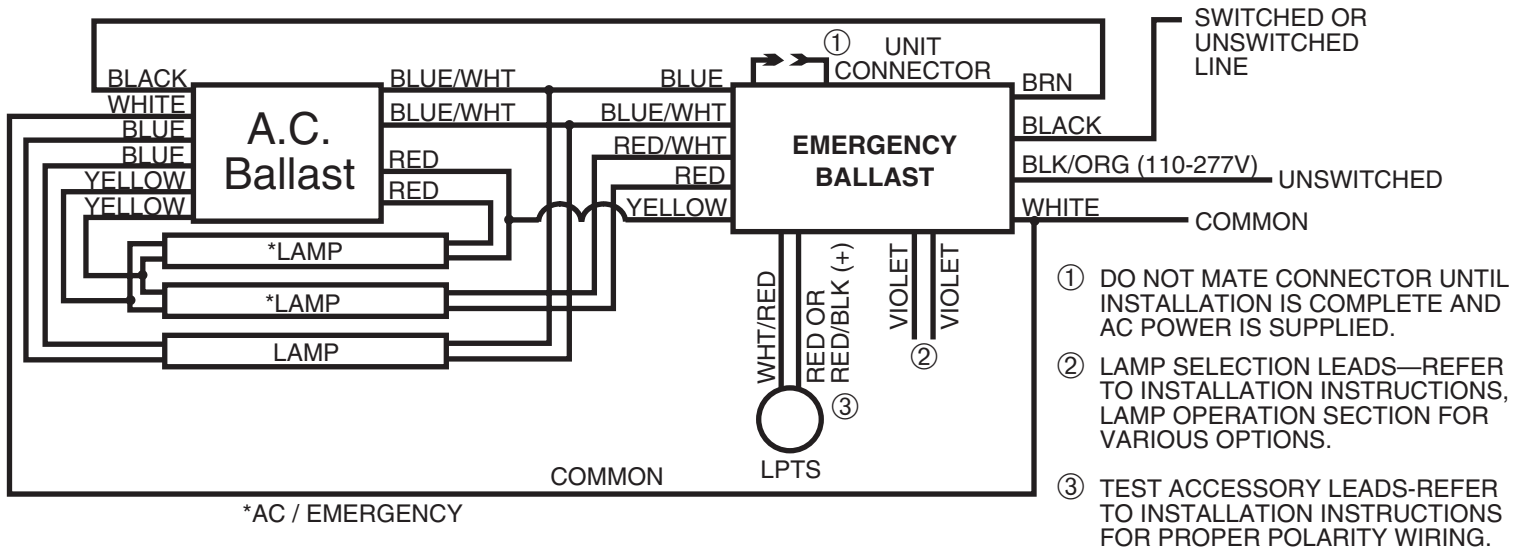 SWITCHED OR
UNSWITCHED
LINE
① UNIT
CONNECTOR
BLACK
WHITE
BLUE
BLUE
YELLOW
YELLOW
A.C.
Ballast
BLUE/WHT
BLUE/WHT
RED
RED
BLUE
BLUE/WHT
RED/WHT
RED
YELLOW
EMERGENCY
BALLAST
BRN
BLACK
BLK/ORG (110-277V)
UNSWITCHED
WHITE
COMMON
*LAMP
*LAMP
LAMP
WHT/RED
RED OR
RED/BLK (+)
VIOLET
VIOLET
②
③
LPTS
COMMON
*AC / EMERGENCY
① DO NOT MATE CONNECTOR UNTIL
INSTALLATION IS COMPLETE AND
AC POWER IS SUPPLIED.
② LAMP SELECTION LEADS—REFER
TO INSTALLATION INSTRUCTIONS,
LAMP OPERATION SECTION FOR
VARIOUS OPTIONS.
③ TEST ACCESSORY LEADS-REFER
TO INSTALLATION INSTRUCTIONS
FOR PROPER POLARITY WIRING.